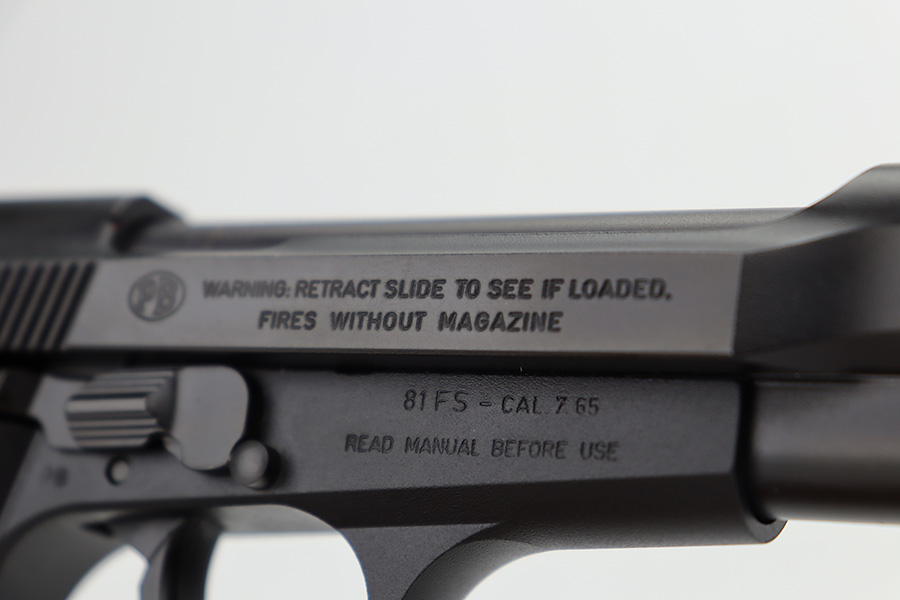 PB WARNING: RETRACT SLIDE TO SEE IF LOADED.
FIRES WITHOUT MAGAZINE
81FS - CAL. 7.65
READ MANUAL BEFORE USE